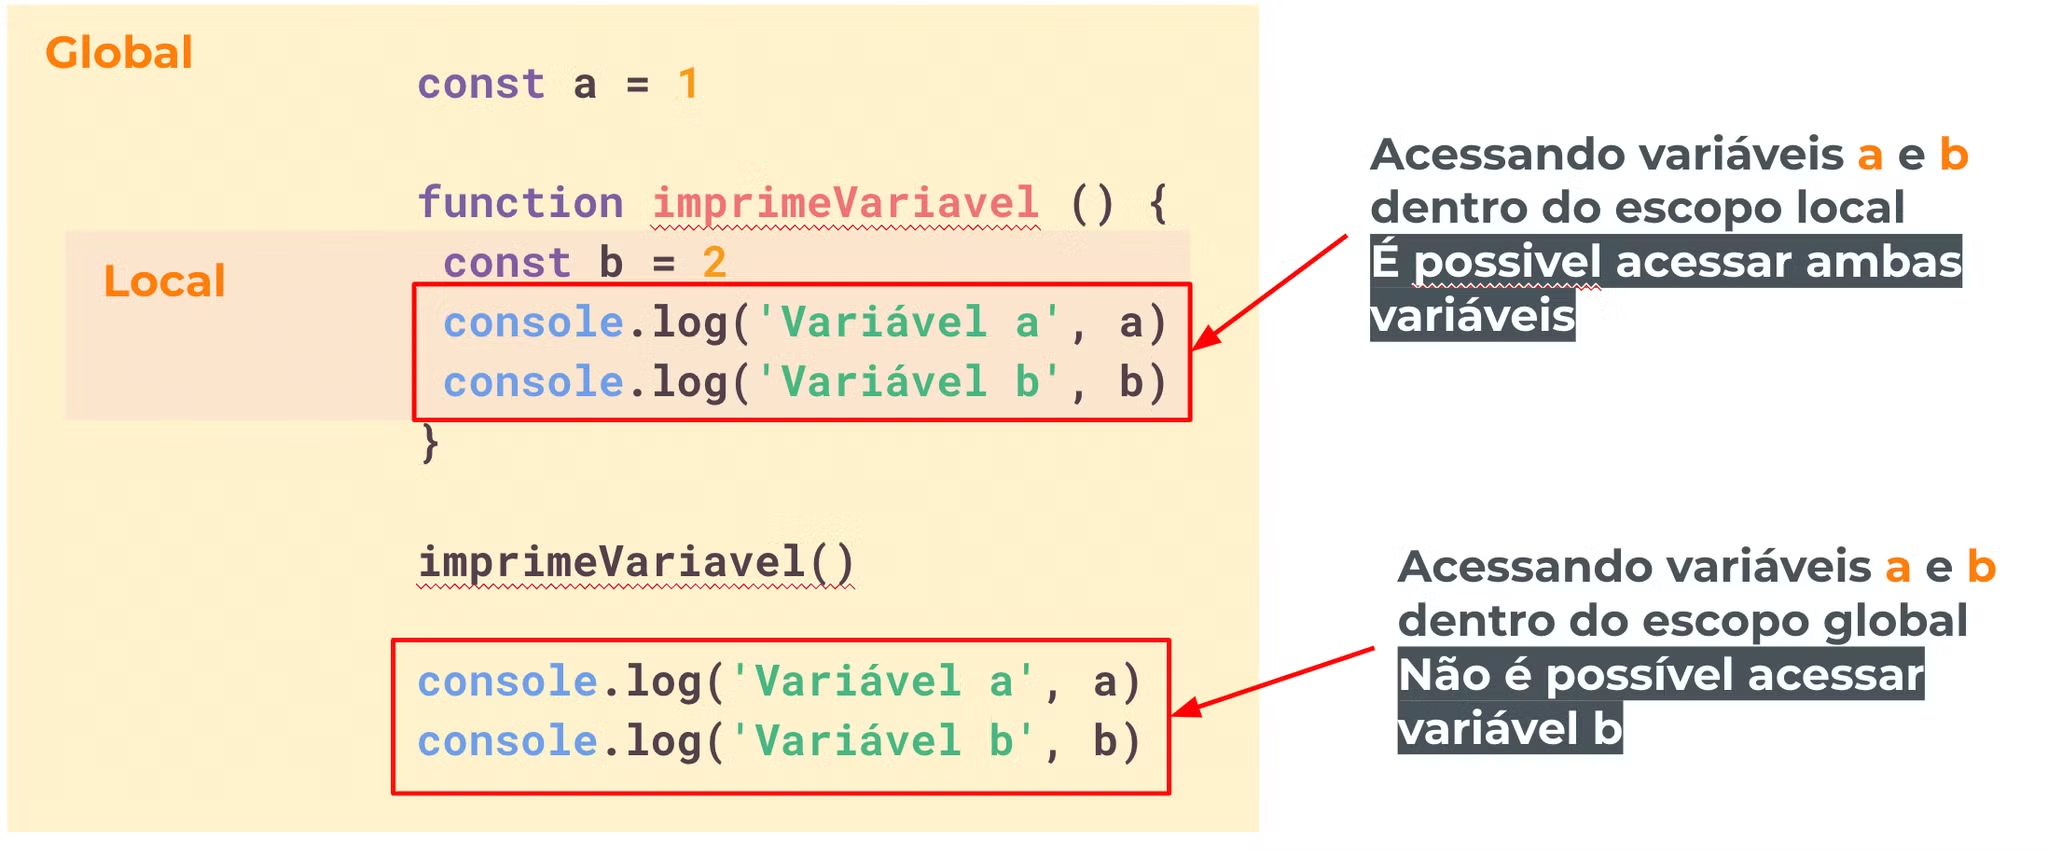 Global
const a = 1
function imprimeVariavel () {
Local
const b = 2
console.log('Variável a', a)
console.log('Variável b', b)
}
imprimeVariavel()
console.log('Variável a', a)
console.log('Variável b', b)
Acessando variáveis a e b
dentro do escopo local
É possivel acessar ambas
variáveis
Acessando variáveis a e b
dentro do escopo global
Não é possível acessar
variável b